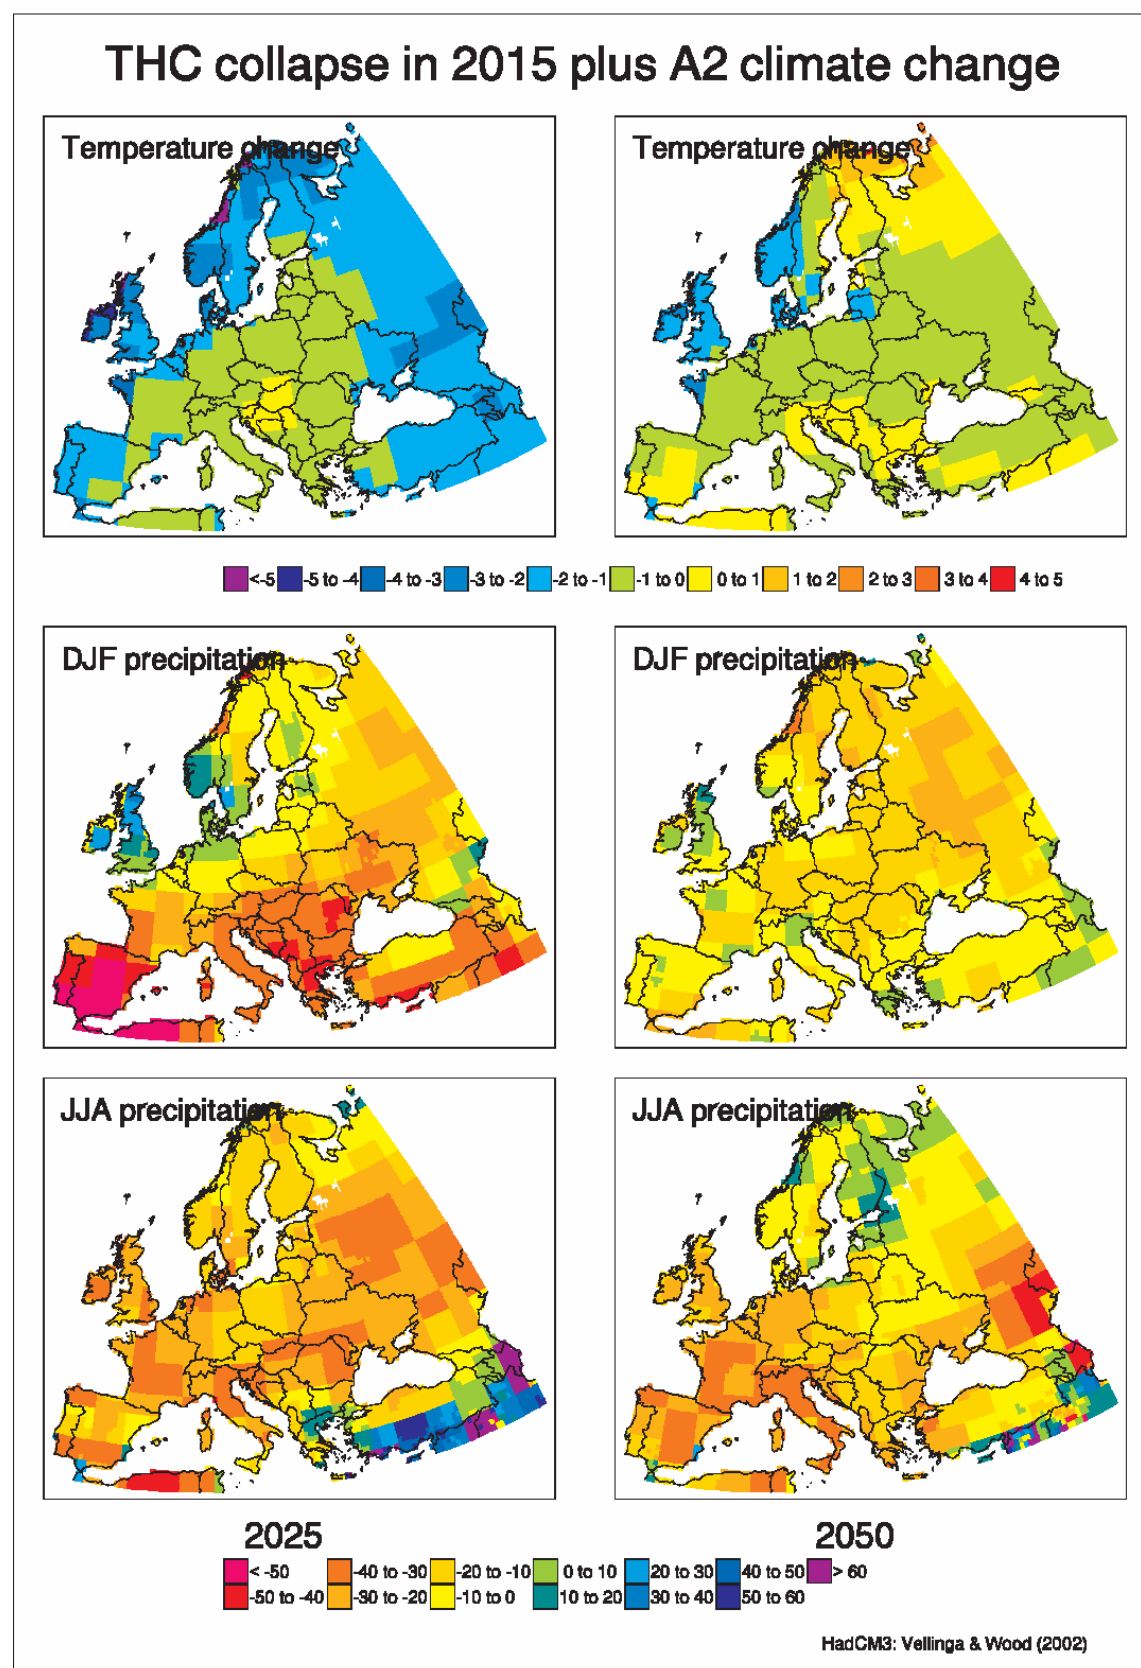 THC collapse in 2015 plus A2 climate change
Temperature change
Temperature change
<-5 -5 to -4 -4 to -3 -3 to -2 -2 to -1 -1 to 0 0 to 1 1 to 2 2 to 3 3 to 4 4 to 5
DJF precipitation
DJF precipitation
JJA precipitation
JJA precipitation
2025
2050
< -50 -40 to -30 -20 to -10 0 to 10 20 to 30 40 to 50 > 60
-50 to -40 -30 to -20 -10 to 0 10 to 20 30 to 40 50 to 60
HadCM3: Vellinga & Wood (2002)